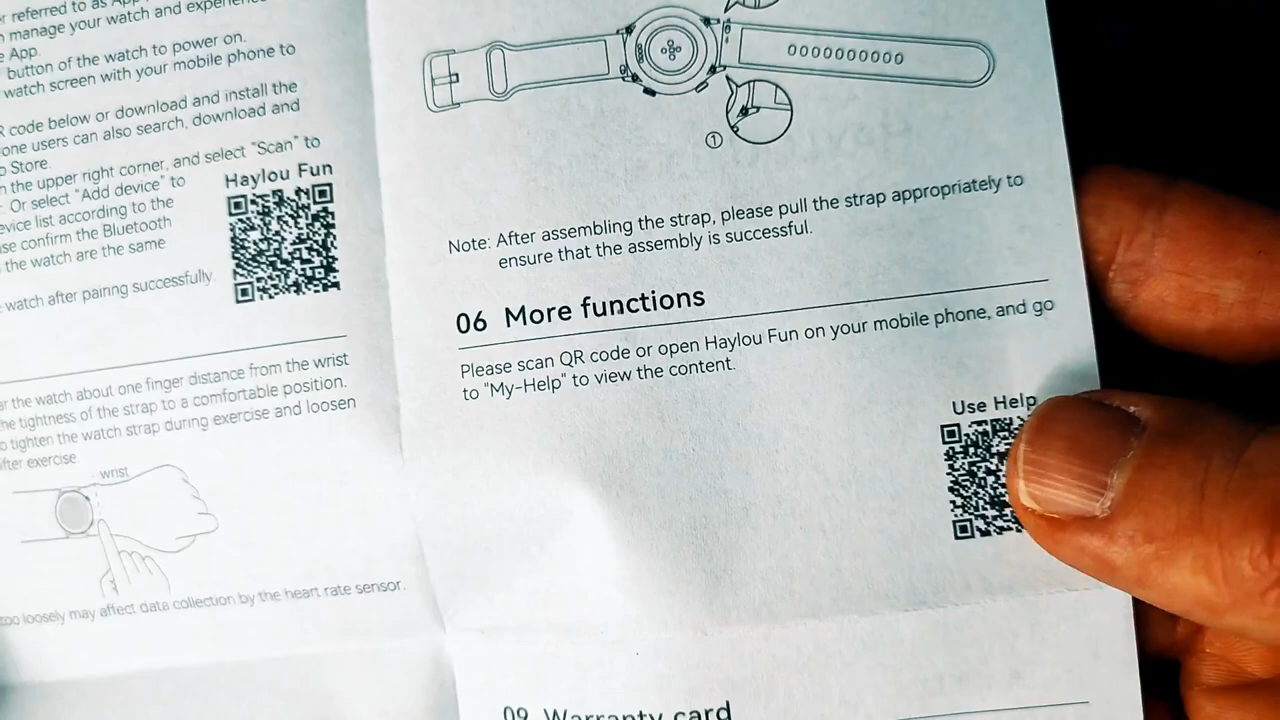 r referred to as App
manage your watch and experience
e App.
button of the watch to power on.
watch screen with your mobile phone to
R code below or download and install the
one users can also search, download and
Store.
n the upper right corner, and select "Scan" to
Or select "Add device" to
evice list according to the
se confirm the Bluetooth
the watch are the same
watch after pairing successfully.
Haylou Fun
ar the watch about one finger distance from the wrist
he tightness of the strap to a comfortable position.
o tighten the watch strap during exercise and loosen
after exercise
wrist
too loosely may affect data collection by the heart rate sensor.
①
Note: After assembling the strap, please pull the strap appropriately to
ensure that the assembly is successful.
06 More functions
Please scan QR code or open Haylou Fun on your mobile phone, and go
to "My-Help" to view the content.
Use Help
09 Warranty card